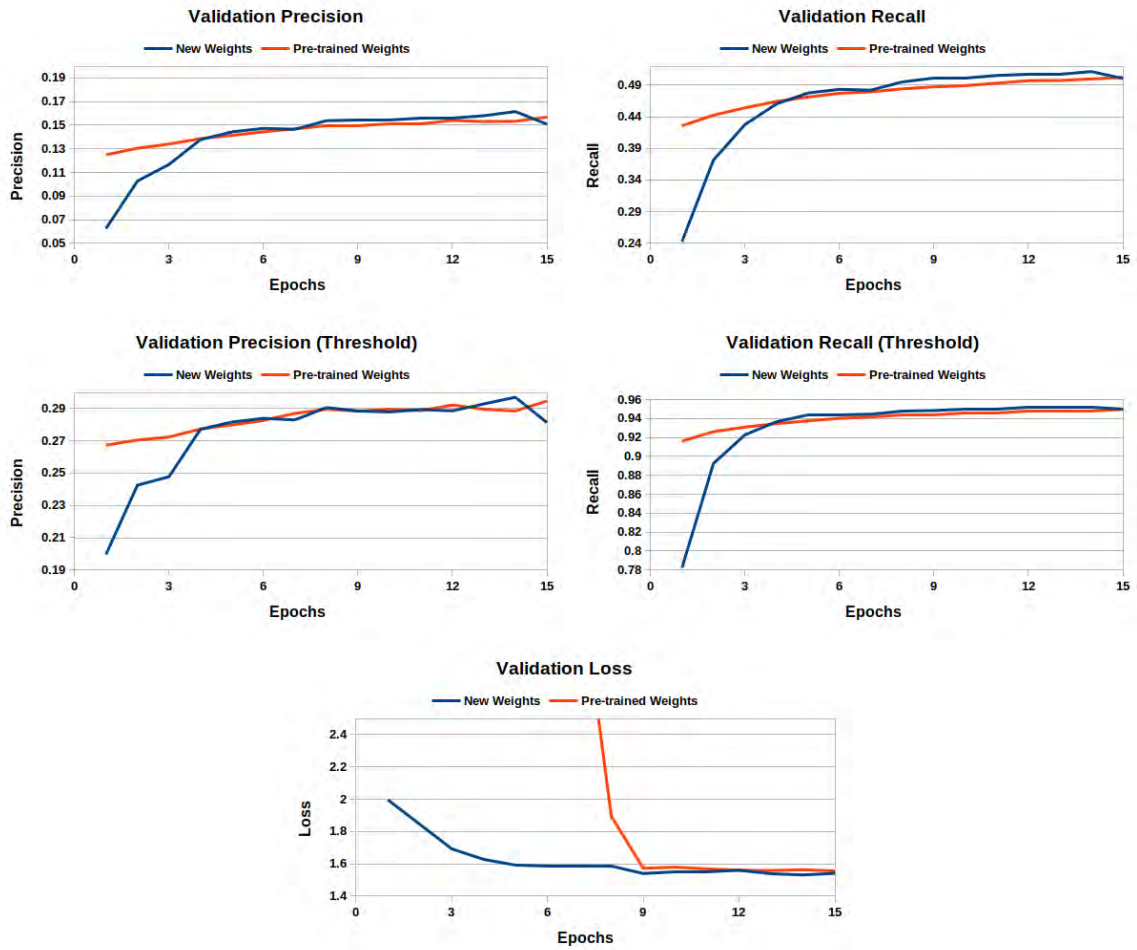 Validation Precision
New Weights Pre-trained Weights
0.19
0.17
0.15
0.13
0.11
0.09
0.07
0.05
Precision
0 3 6 9 12 15
Epochs
Validation Recall
New Weights Pre-trained Weights
0.49
0.44
0.39
0.34
0.29
0.24
Recall
0 3 6 9 12 15
Epochs
Validation Precision (Threshold)
New Weights Pre-trained Weights
0.29
0.27
0.25
0.23
0.21
0.19
Precision
0 3 6 9 12 15
Epochs
Validation Recall (Threshold)
New Weights Pre-trained Weights
0.96
0.94
0.92
0.9
0.88
0.86
0.84
0.82
0.8
0.78
Recall
0 3 6 9 12 15
Epochs
Validation Loss
New Weights Pre-trained Weights
2.4
2.2
2
1.8
1.6
1.4
Loss
0 3 6 9 12 15
Epochs